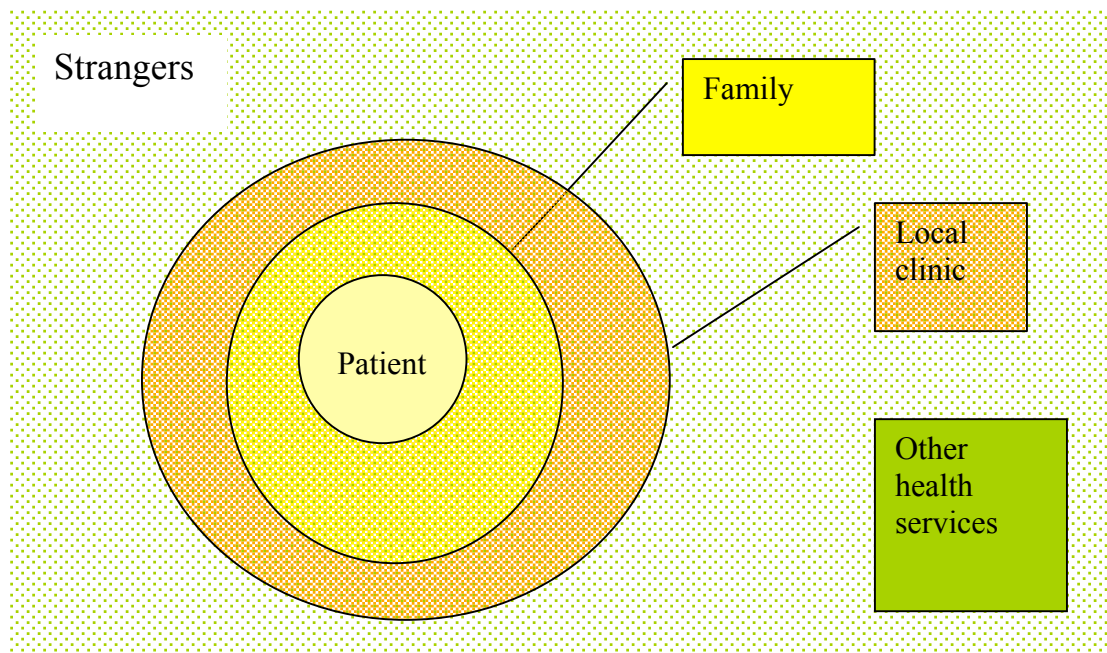 Strangers
Family
Local
clinic
Patient
Other
health
services